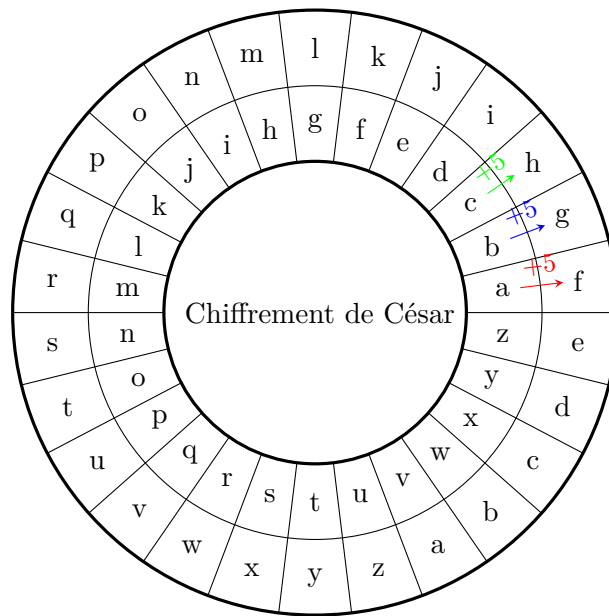 f g h i j k l m n o p q r s t u v w x y z a b c d e
a b c d e f g h i j k l m n o p q r s t u v w x y z
+5
+5
+5
Chiffrement de César